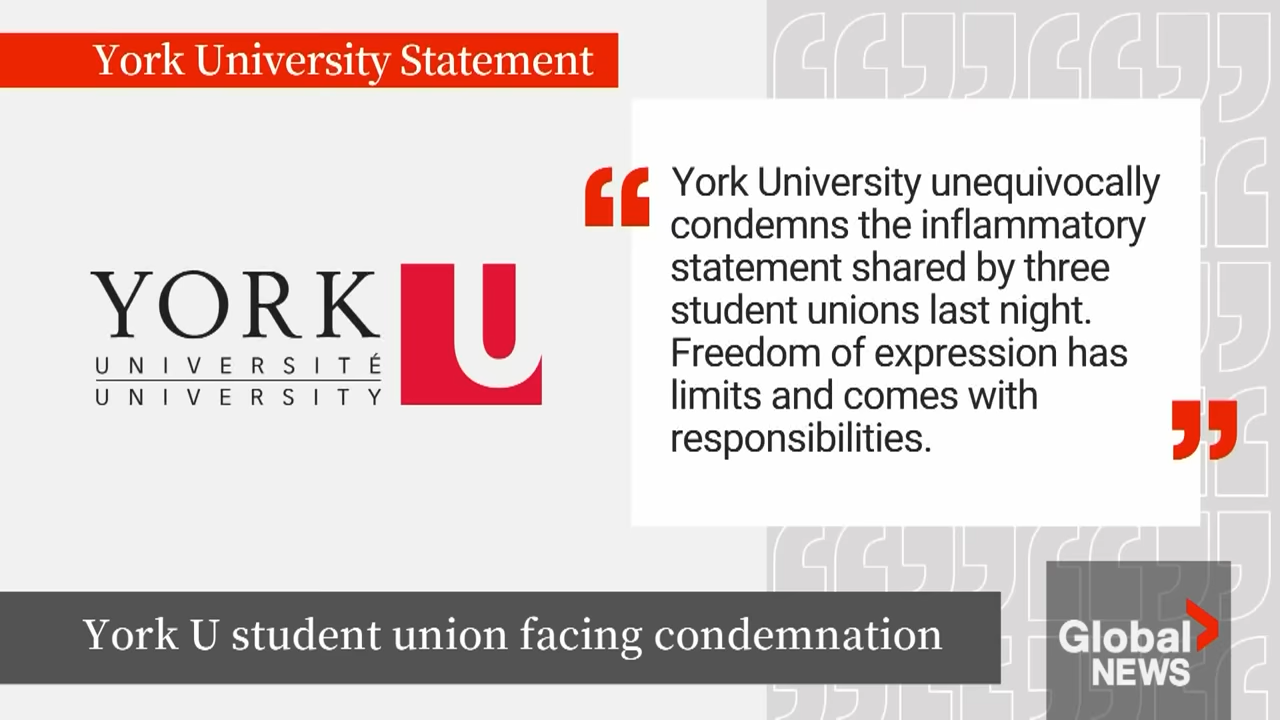 York University Statement
YORK
UNIVERSITÉ
UNIVERSITY
U
“York University unequivocally
condemns the inflammatory
statement shared by three
student unions last night.
Freedom of expression has
limits and comes with
responsibilities.”
York U student union facing condemnation
Global
NEWS